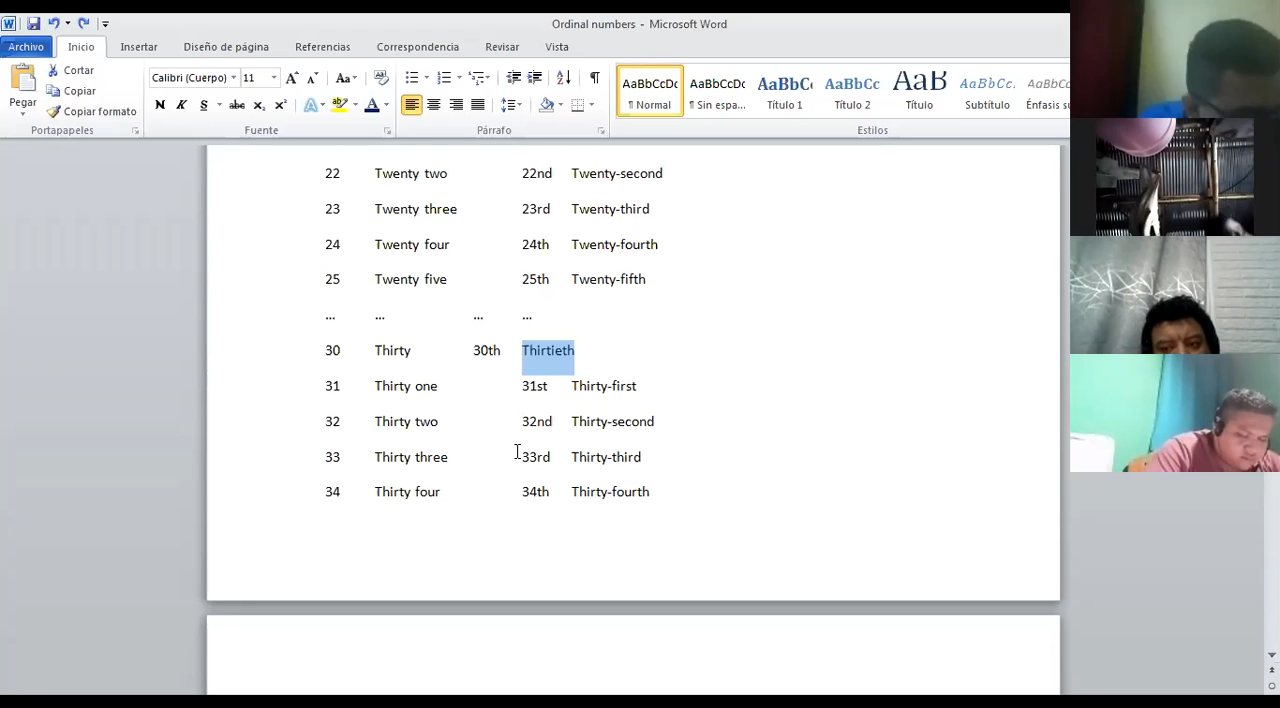 Ordinal numbers - Microsoft Word
Archivo Inicio Insertar Diseño de página Referencias Correspondencia Revisar Vista
Pegar
Cortar
Copiar
Copiar formato
Portapapeles
Calibri (Cuerpo) 11
Fuente
Párrafo
AaBbCcDc AaBbCcDc AaBbC AaBbCc AaB AaBbCc. AaBbCcDc
¶ Normal ¶ Sin espa... Título 1 Título 2 Título Subtítulo Énfasis su
Estilos
22 Twenty two 22nd Twenty-second
23 Twenty three 23rd Twenty-third
24 Twenty four 24th Twenty-fourth
25 Twenty five 25th Twenty-fifth
... ... ... ...
30 Thirty 30th Thirtieth
31 Thirty one 31st Thirty-first
32 Thirty two 32nd Thirty-second
33 Thirty three 33rd Thirty-third
34 Thirty four 34th Thirty-fourth